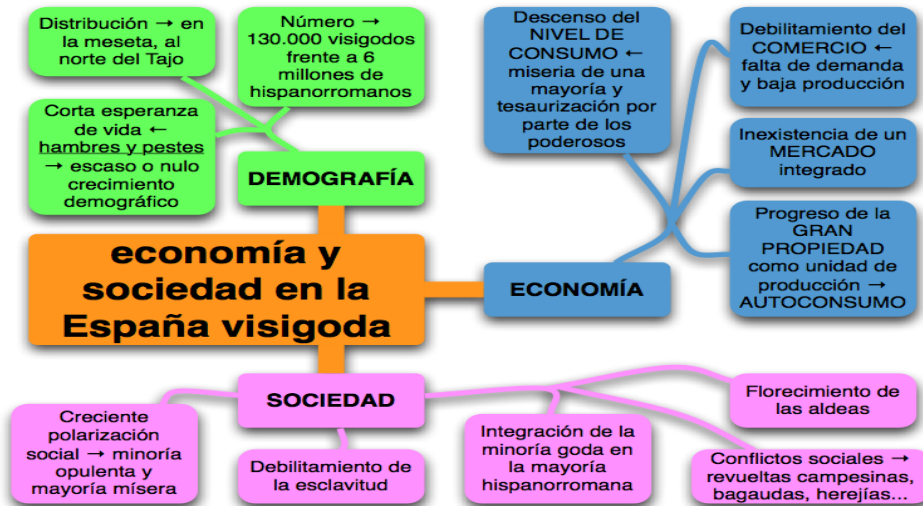 Distribución → en
la meseta, al
norte del Tajo
Número →
130.000 visigodos
frente a 6
millones de
hispanorromanos
Corta esperanza
de vida ←
hambres y pestes
→ escaso o nulo
crecimiento
demográfico
DEMOGRAFÍA
Descenso del
NIVEL DE
CONSUMO ←
miseria de una
mayoría y
tesaurización por
parte de los
poderosos
Debilitamiento del
COMERCIO ←
falta de demanda
y baja producción
Inexistencia de un
MERCADO
integrado
Progreso de la
GRAN
PROPIEDAD
como unidad de
producción →
AUTOCONSUMO
economía y
sociedad en la
España visigoda
ECONOMÍA
SOCIEDAD
Creciente
polarización
social → minoría
opulenta y
mayoría mísera
Debilitamiento de
la esclavitud
Integración de la
minoría goda en
la mayoría
hispanorromana
Florecimiento de
las aldeas
Conflictos sociales →
revueltas campesinas,
bagaudas, herejías...